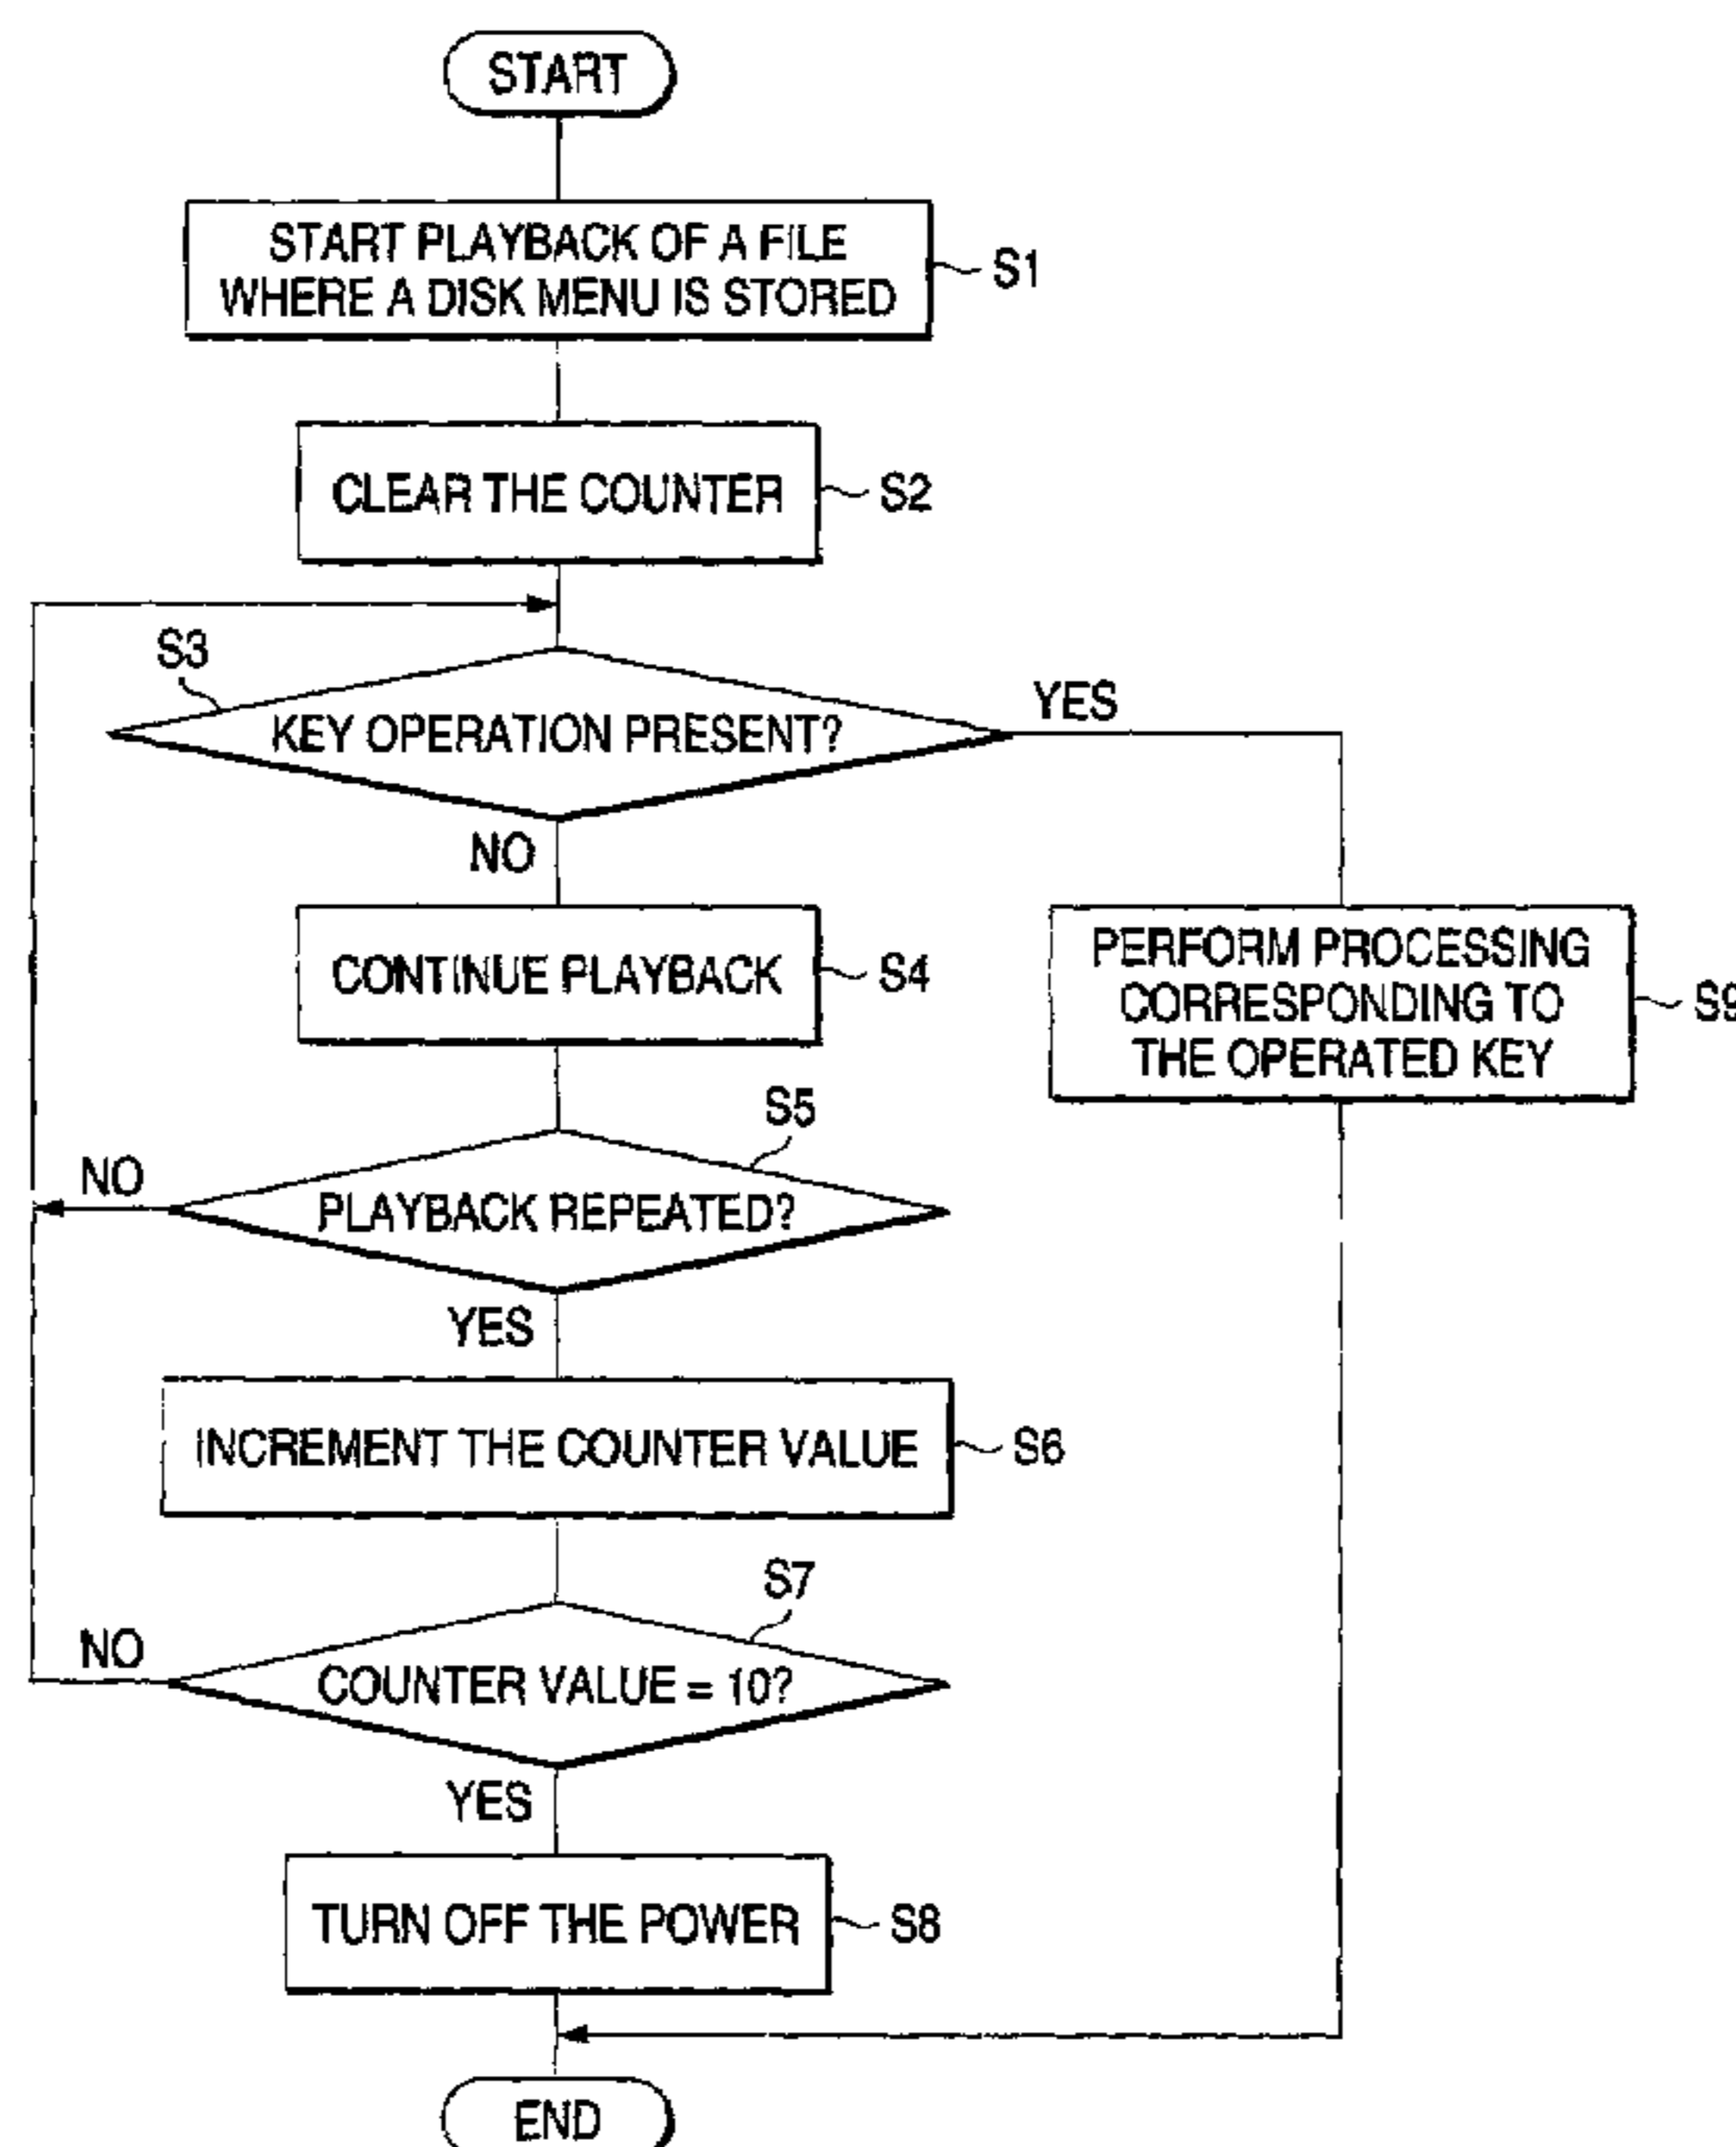 START
START PLAYBACK OF A FILE
WHERE A DISK MENU IS STORED
S1
CLEAR THE COUNTER
S2
S3
KEY OPERATION PRESENT?
YES
NO
CONTINUE PLAYBACK
S4
PERFORM PROCESSING
CORRESPONDING TO
THE OPERATED KEY
S9
S5
NO
PLAYBACK REPEATED?
YES
INCREMENT THE COUNTER VALUE
S6
S7
NO
COUNTER VALUE = 10?
YES
TURN OFF THE POWER
S8
END